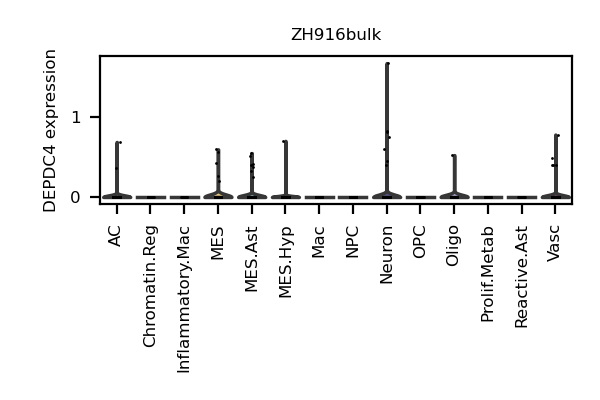 ZH916bulk
DEPDC4 expression
1
0
AC
Chromatin.Reg
Inflammatory.Mac
MES
MES.Ast
MES.Hyp
Mac
NPC
Neuron
OPC
Oligo
Prolif.Metab
Reactive.Ast
Vasc